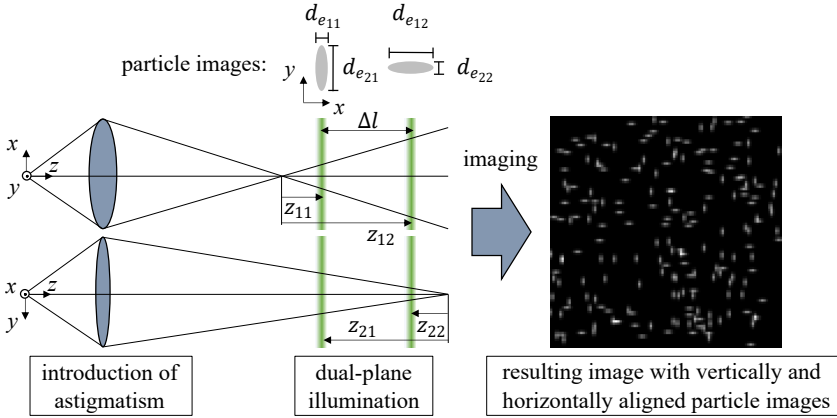 d_{e_{11}}
d_{e_{12}}
particle images:
y
d_{e_{21}}
d_{e_{22}}
x
Δl
x
y
z
imaging
z_{11}
z_{12}
x
y
z
z_{21}
z_{22}
introduction of
astigmatism
dual-plane
illumination
resulting image with vertically and
horizontally aligned particle images